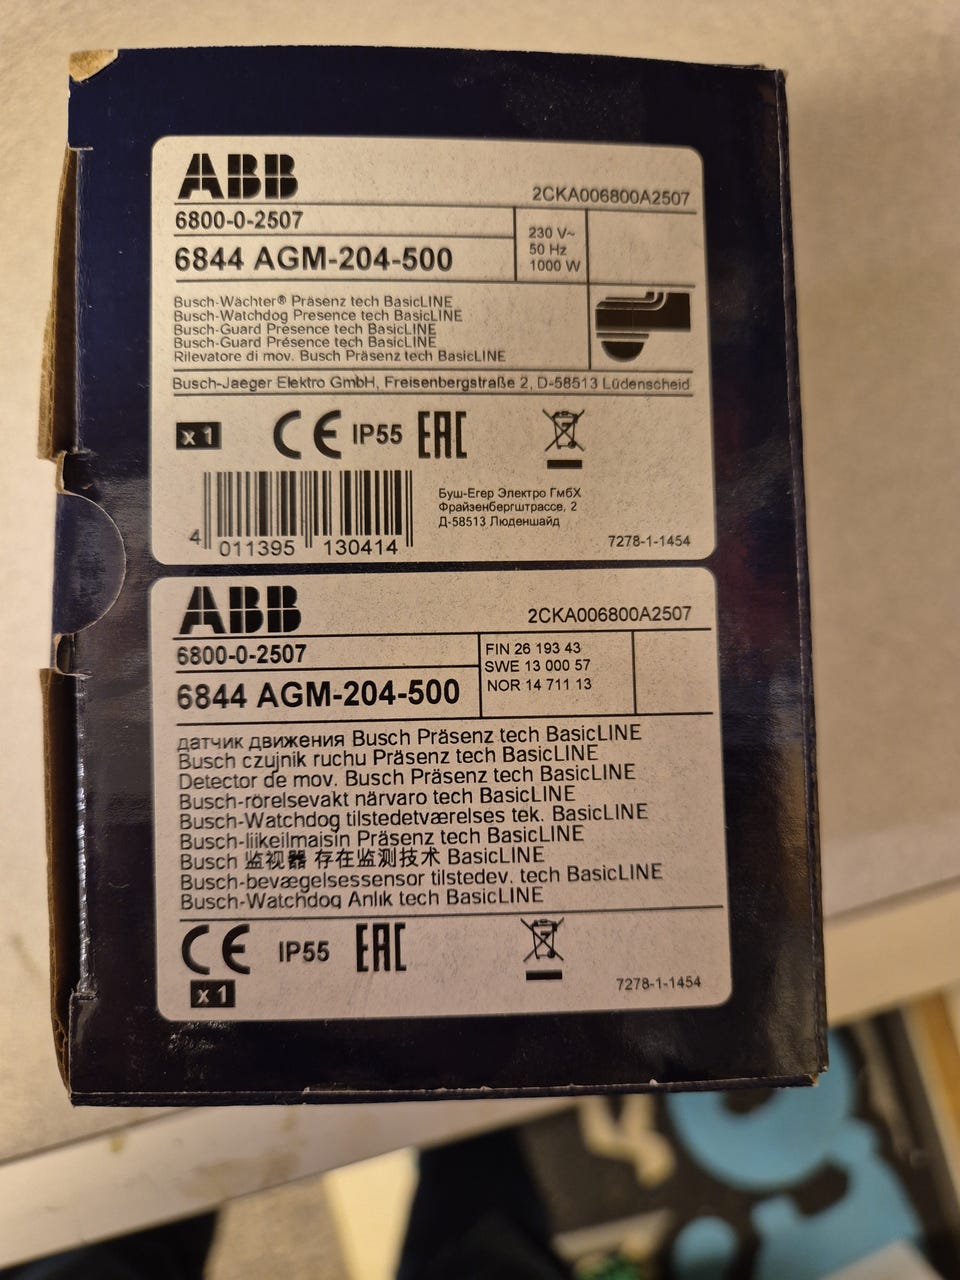 ABB
2CKA006800A2507
6800-0-2507
6844 AGM-204-500
230 V~
50 Hz
1000 W
Busch-Wächter® Präsenz tech BasicLINE
Busch-Watchdog Presence tech BasicLINE
Busch-Guard Presence tech BasicLINE
Busch-Guard Présence tech BasicLINE
Rilevatore di mov. Busch Präsenz tech BasicLINE
Busch-Jaeger Elektro GmbH, Freisenbergstraße 2, D-58513 Lüdenscheid
x 1
CE IP55 EAC
4 011395 130414
Буш-Егер Электро ГмбХ
Фрайзенбергштрассе, 2
Д-58513 Люденшайд
7278-1-1454
ABB
2CKA006800A2507
6800-0-2507
6844 AGM-204-500
FIN 26 193 43
SWE 13 000 57
NOR 14 711 13
датчик движения Busch Präsenz tech BasicLINE
Busch czujnik ruchu Präsenz tech BasicLINE
Detector de mov. Busch Präsenz tech BasicLINE
Busch-rörelsevakt närvaro tech BasicLINE
Busch-Watchdog tilstedetværelses tek. BasicLINE
Busch-liikeilmaisin Präsenz tech BasicLINE
Busch 监视器 存在监测技术 BasicLINE
Busch-bevægelsessensor tilstedev. tech BasicLINE
Busch-Watchdog Anlık tech BasicLINE
CE IP55 EAC
x 1
7278-1-1454